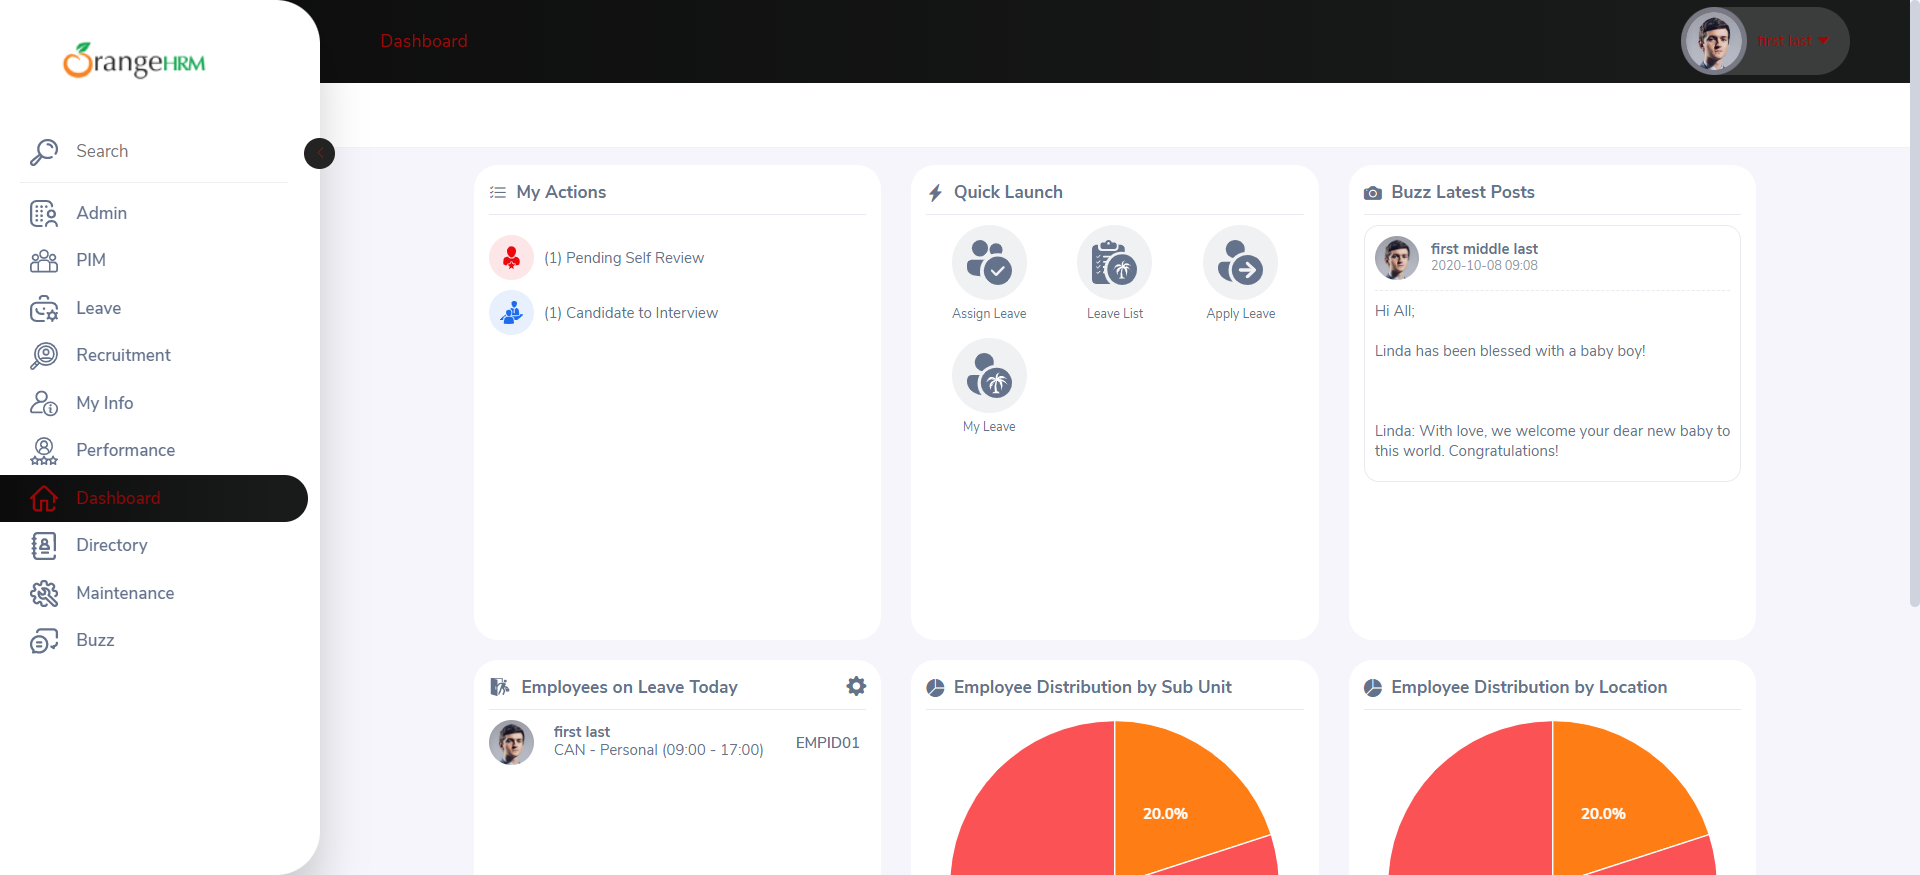 OrangeHRM
Dashboard
first last
Search
Admin
PIM
Leave
Recruitment
My Info
Performance
Dashboard
Directory
Maintenance
Buzz
My Actions
(1) Pending Self Review
(1) Candidate to Interview
Quick Launch
Assign Leave
Leave List
Apply Leave
My Leave
Buzz Latest Posts
first middle last
2020-10-08 09:08
Hi All;
Linda has been blessed with a baby boy!
Linda: With love, we welcome your dear new baby to
this world. Congratulations!
Employees on Leave Today
first last
CAN - Personal (09:00 - 17:00)
EMPID01
Employee Distribution by Sub Unit
20.0%
Employee Distribution by Location
20.0%